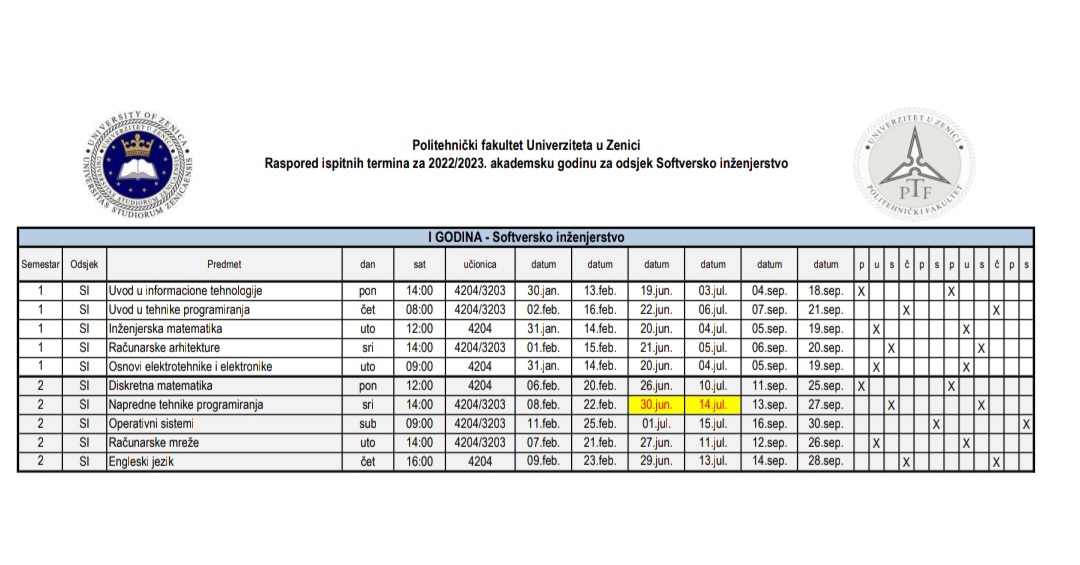 UNIVERSITY OF ZENICA
UNIVERSITAS STUDIORUM ZENICAENSIS
Politehnički fakultet Univerziteta u Zenici
Raspored ispitnih termina za 2022/2023. akademsku godinu za odsjek Softversko inženjerstvo
UNIVERZITET U ZENICI
PTF
POLITEHNIČKI FAKULTET
I GODINA - Softversko inženjerstvo
Semestar Odsjek Predmet dan sat učionica datum datum datum datum datum datum p u s č p s p u s č p s
1 SI Uvod u informacione tehnologije pon 14:00 4204/3203 30.jan. 13.feb. 19.jun. 03.jul. 04.sep. 18.sep. X X
1 SI Uvod u tehnike programiranja čet 08:00 4204/3203 02.feb. 16.feb. 22.jun. 06.jul. 07.sep. 21.sep. X X
1 SI Inženjerska matematika uto 12:00 4204 31.jan. 14.feb. 20.jun. 04.jul. 05.sep. 19.sep. X X
1 SI Računarske arhitekture sri 14:00 4204/3203 01.feb. 15.feb. 21.jun. 05.jul. 06.sep. 20.sep. X X
1 SI Osnovi elektrotehnike i elektronike uto 09:00 4204 31.jan. 14.feb. 20.jun. 04.jul. 05.sep. 19.sep. X X
2 SI Diskretna matematika pon 12:00 4204 06.feb. 20.feb. 26.jun. 10.jul. 11.sep. 25.sep. X X
2 SI Napredne tehnike programiranja sri 14:00 4204/3203 08.feb. 22.feb. 30.jun. 14.jul. 13.sep. 27.sep. X X
2 SI Operativni sistemi sub 09:00 4204/3203 11.feb. 25.feb. 01.jul. 15.jul. 16.sep. 30.sep. X X
2 SI Računarske mreže uto 14:00 4204/3203 07.feb. 21.feb. 27.jun. 11.jul. 12.sep. 26.sep. X X
2 SI Engleski jezik čet 16:00 4204 09.feb. 23.feb. 29.jun. 13.jul. 14.sep. 28.sep. X X